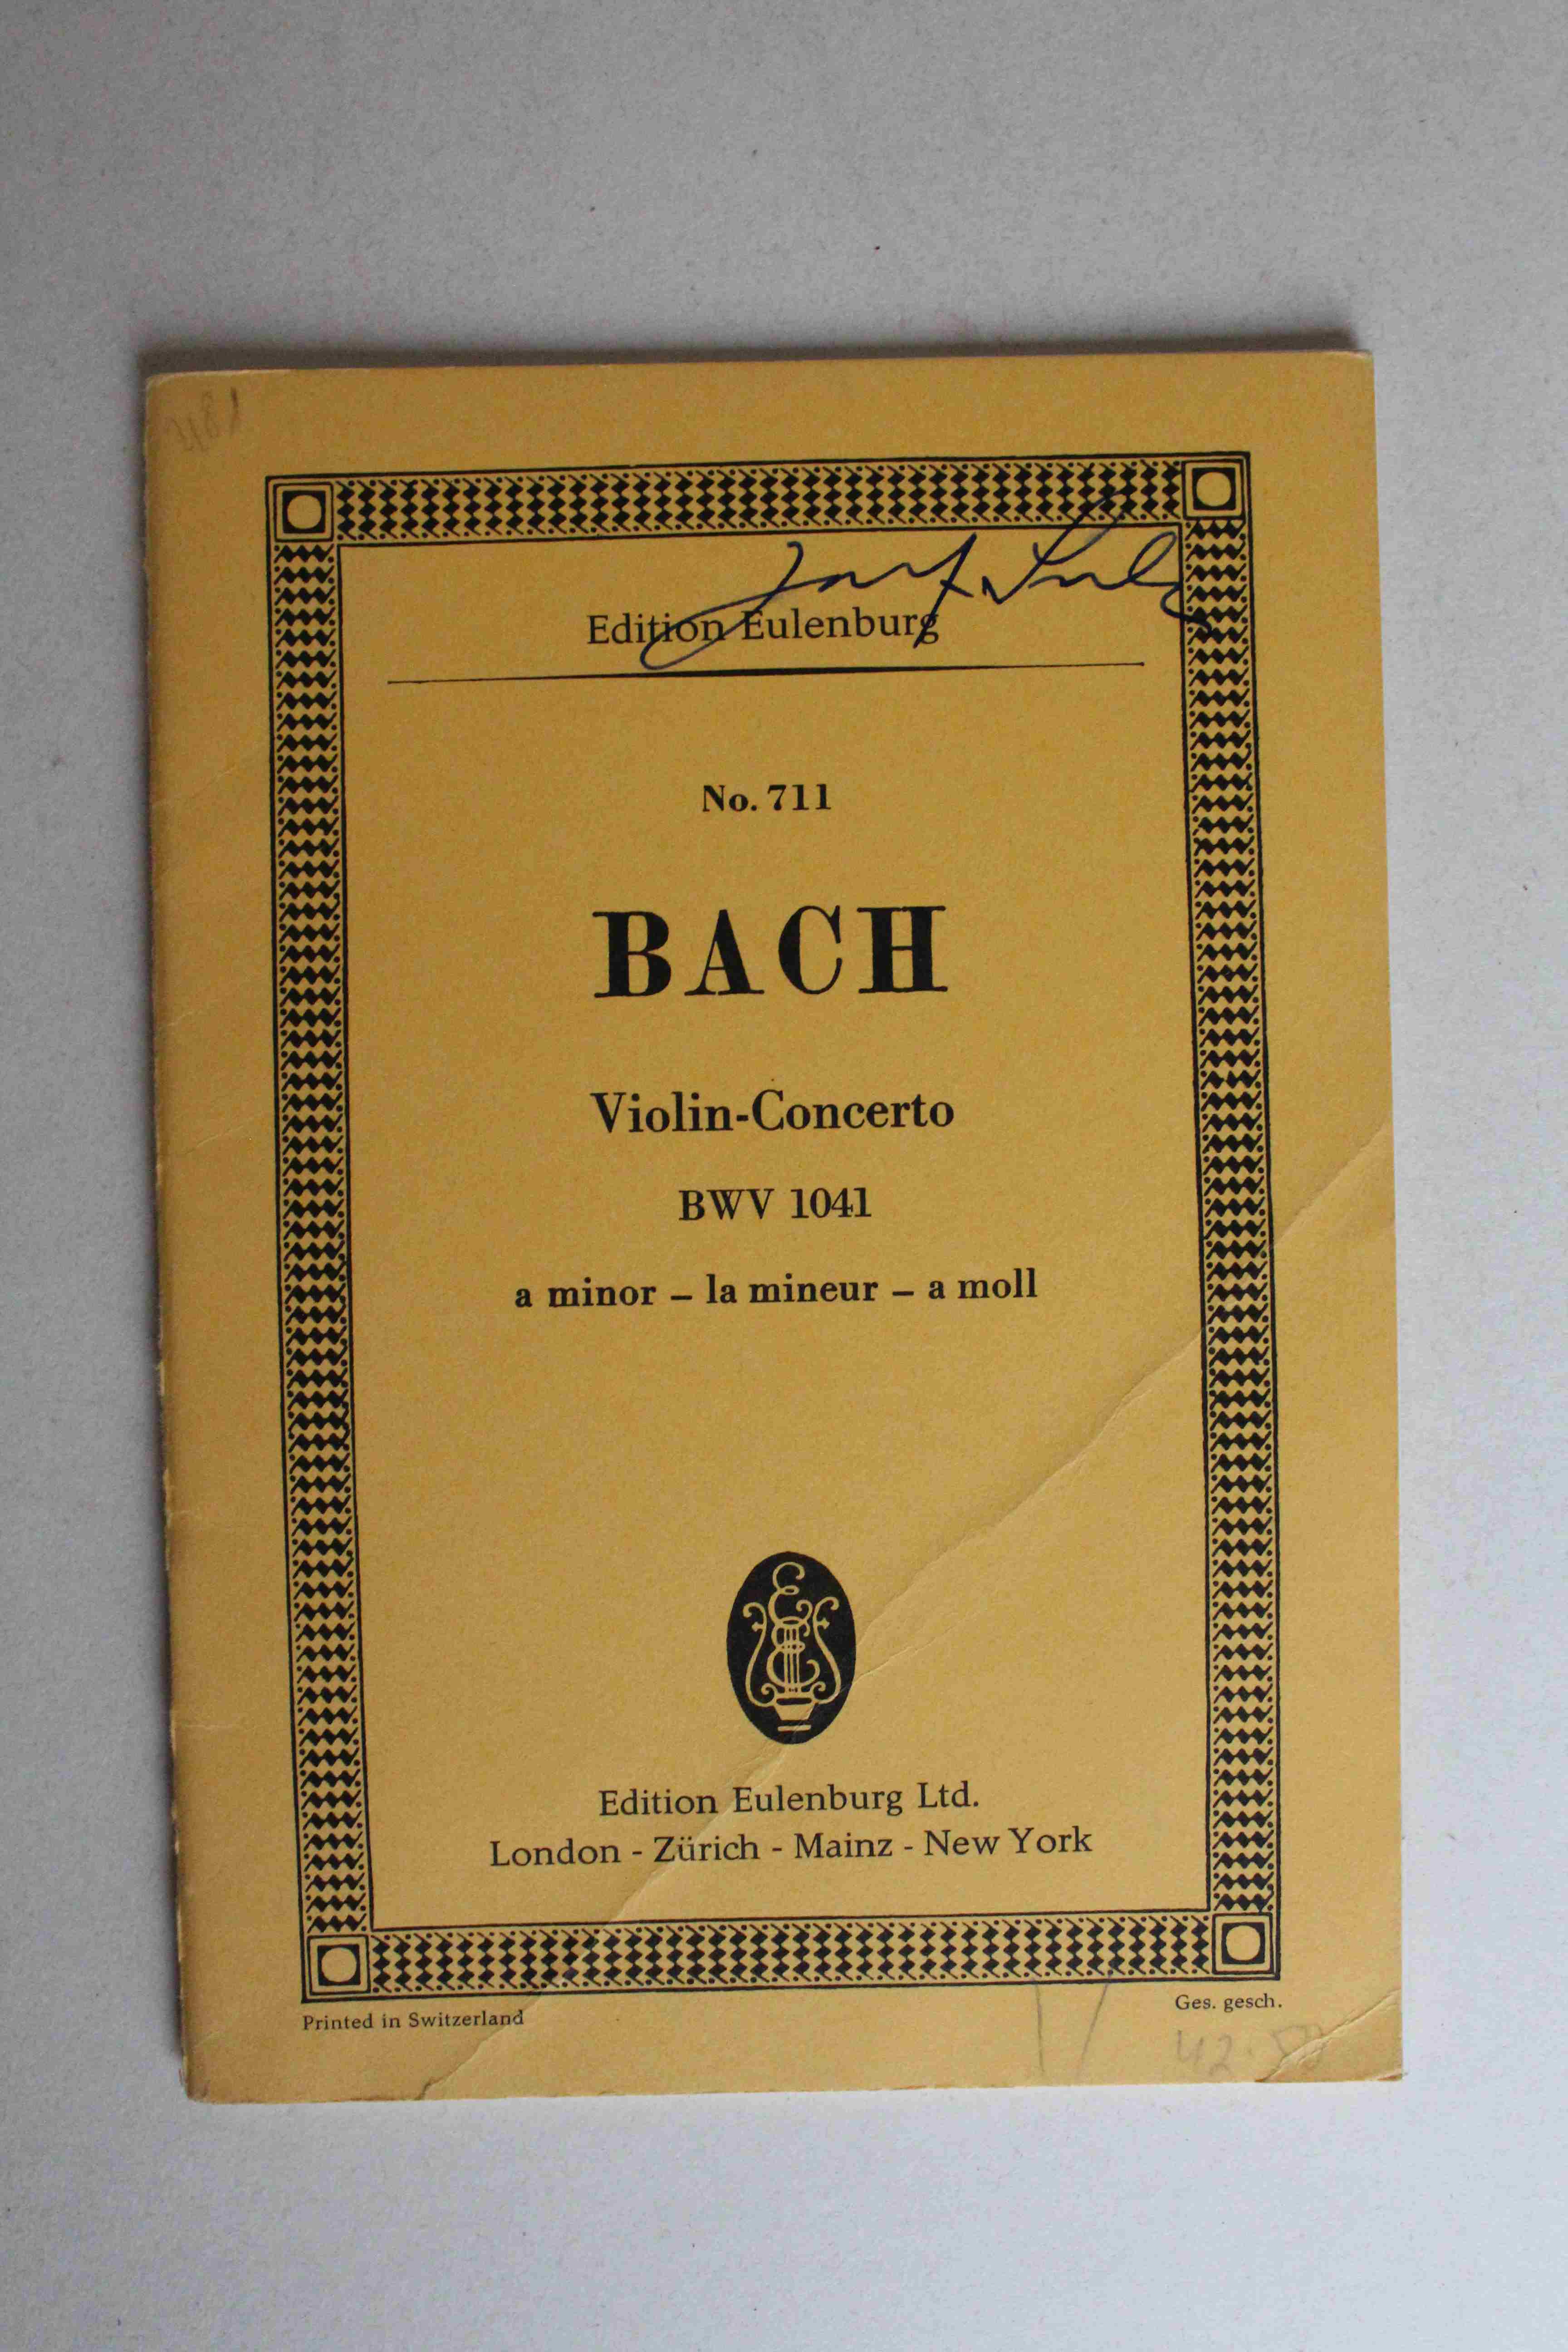 481
Edition Eulenburg
No. 711
BACH
Violin-Concerto
BWV 1041
a minor – la mineur – a moll
Edition Eulenburg Ltd.
London - Zürich - Mainz - New York
Printed in Switzerland
Ges. gesch.